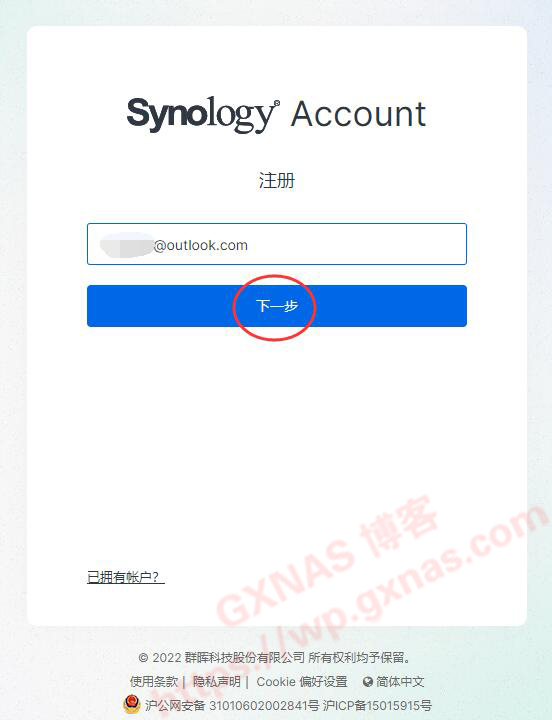 Synology® Account
注册
@outlook.com
下一步
已拥有帐户?
GXNAS 博客
https://wp.gxnas.com
© 2022 群晖科技股份有限公司 所有权利均予保留。
使用条款 | 隐私声明 | Cookie 偏好设置 简体中文
沪公网安备 31010602002841号 沪ICP备15015915号